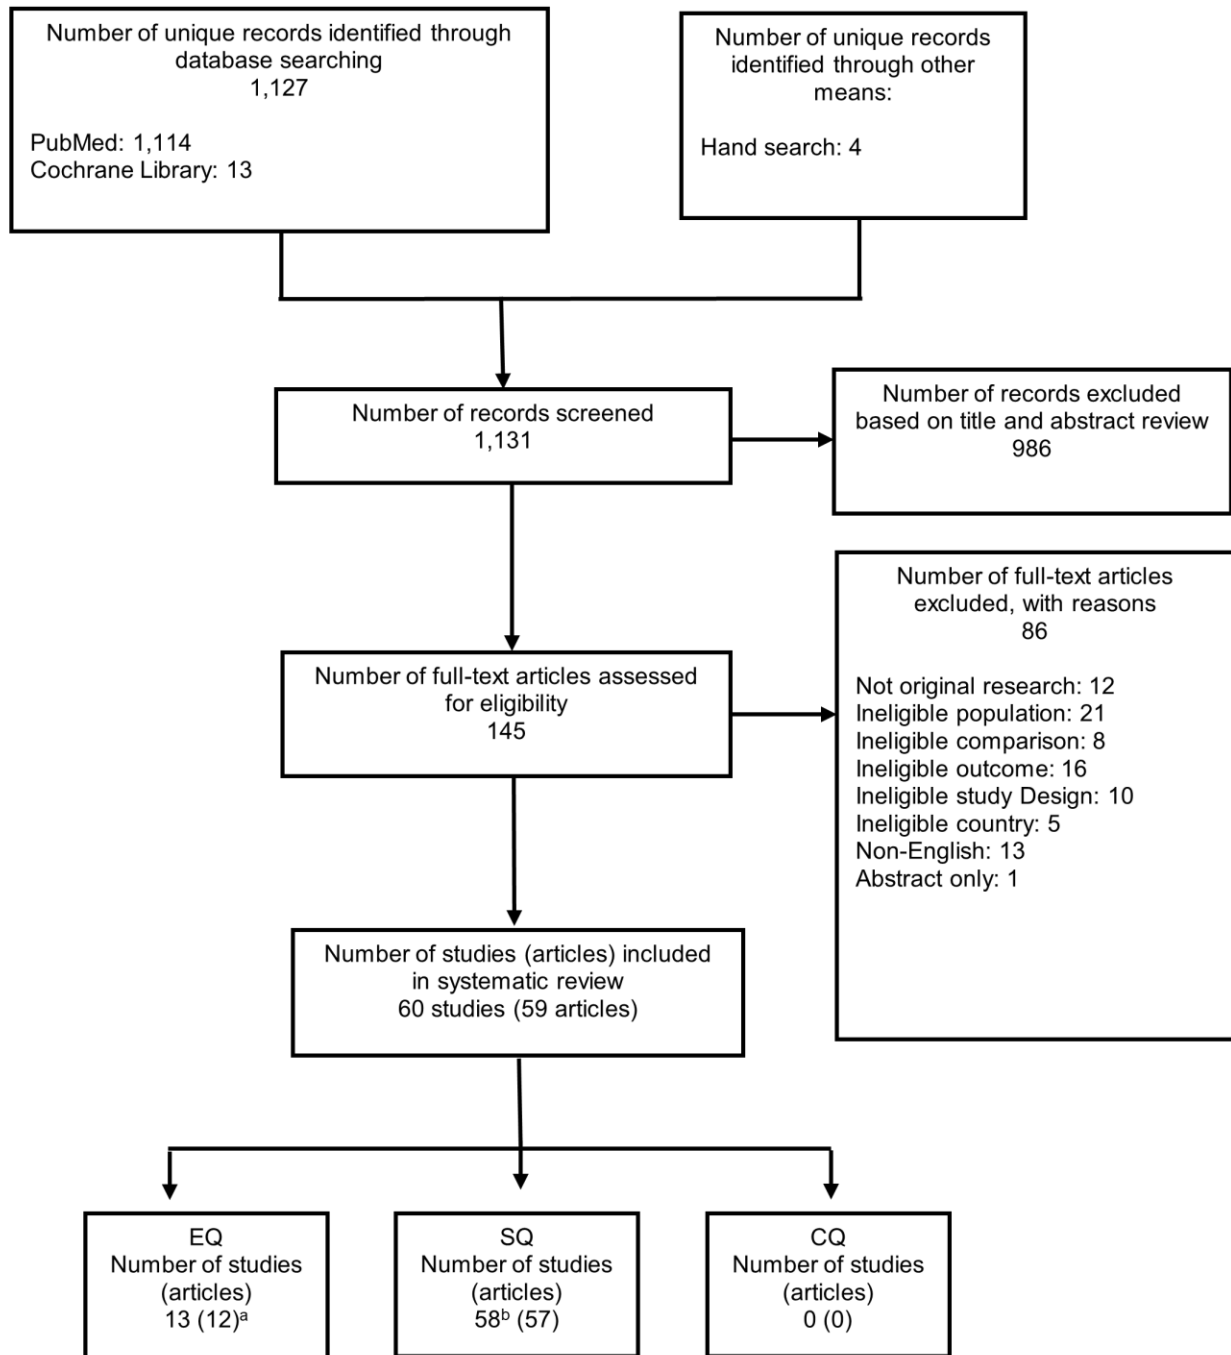 Number of unique records identified through
database searching
1,127
PubMed: 1,114
Cochrane Library: 13
Number of unique records
identified through other
means:
Hand search: 4
Number of records screened
1,131
Number of records excluded
based on title and abstract review
986
Number of full-text articles assessed
for eligibility
145
Number of full-text articles
excluded, with reasons
86
Not original research: 12
Ineligible population: 21
Ineligible comparison: 8
Ineligible outcome: 16
Ineligible study Design: 10
Ineligible country: 5
Non-English: 13
Abstract only: 1
Number of studies (articles) included
in systematic review
60 studies (59 articles)
EQ
Number of studies
(articles)
13 (12)ᵃ
SQ
Number of studies
(articles)
58ᵇ (57)
CQ
Number of studies
(articles)
0 (0)